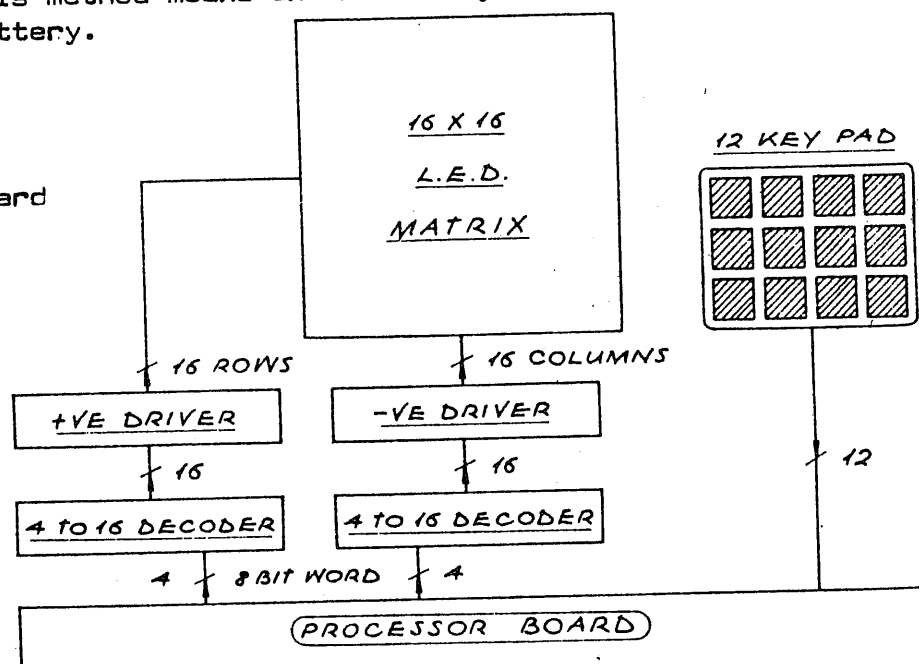 method means
ttery.
ard
16 X 16
L.E.D.
MATRIX
12 KEY PAD
16 ROWS
16 COLUMNS
+VE DRIVER
-VE DRIVER
16
16
12
4 TO 16 DECODER
4 TO 16 DECODER
4
8 BIT WORD
4
PROCESSOR BOARD